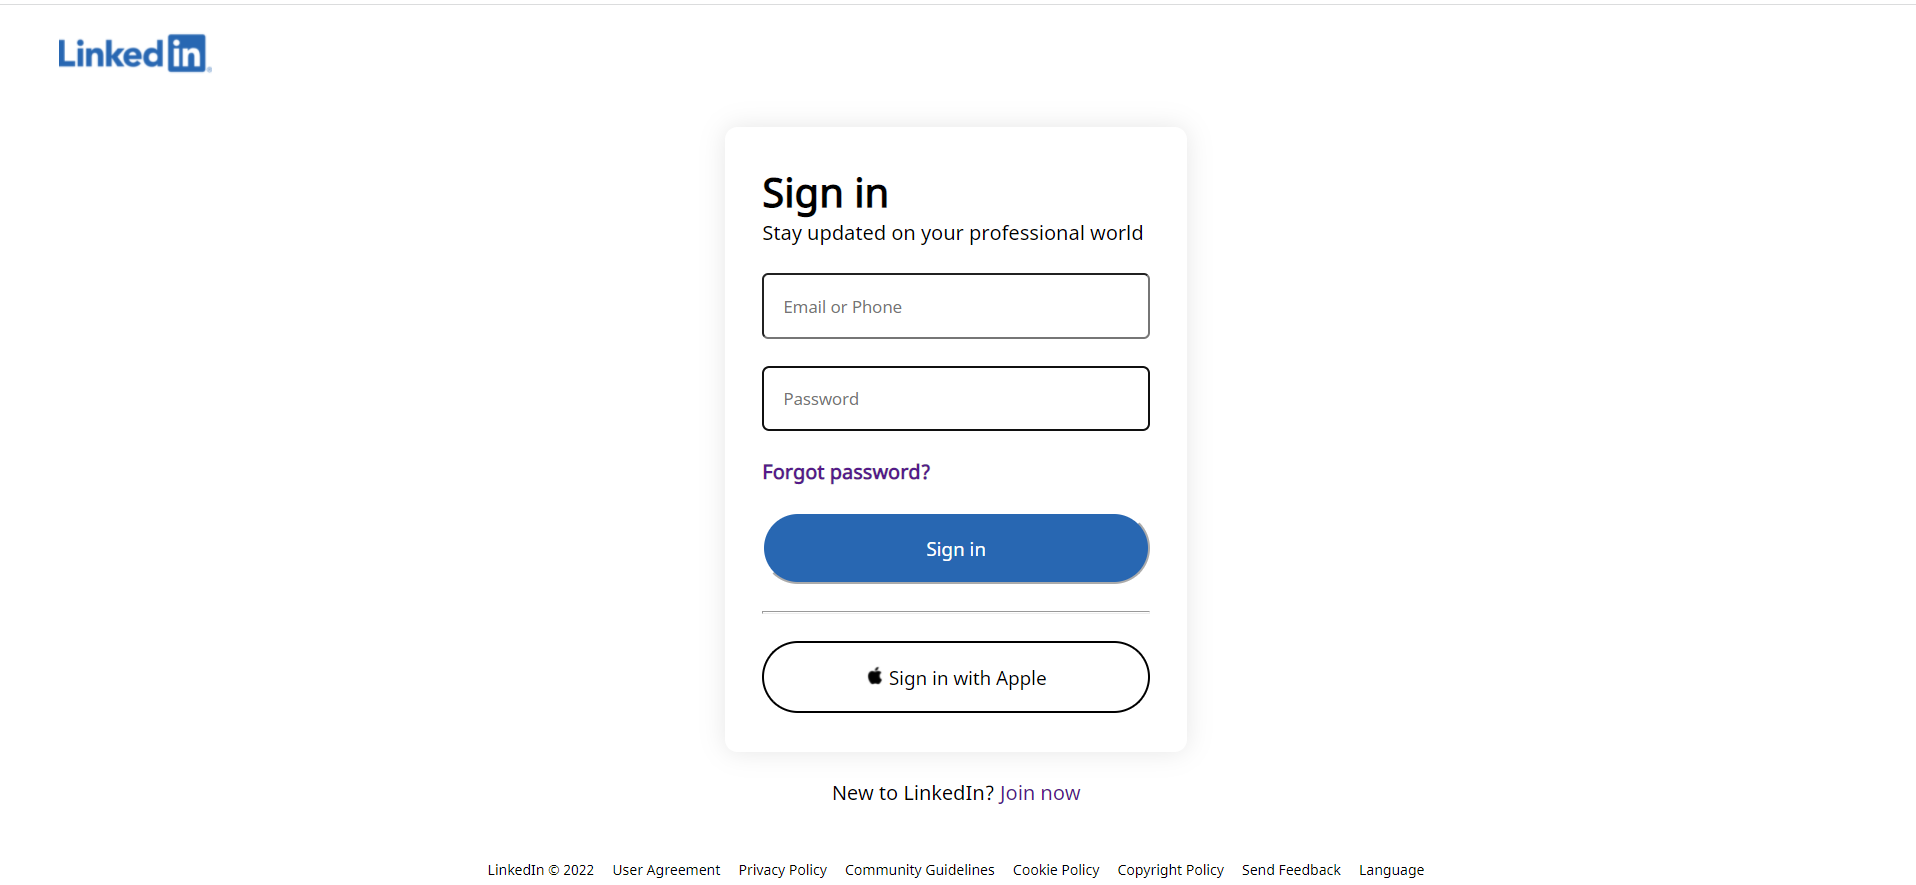 Linkedin
Sign in
Stay updated on your professional world
Email or Phone
Password
Forgot password?
Sign in
Sign in with Apple
New to LinkedIn? Join now
LinkedIn © 2022 User Agreement Privacy Policy Community Guidelines Cookie Policy Copyright Policy Send Feedback Language